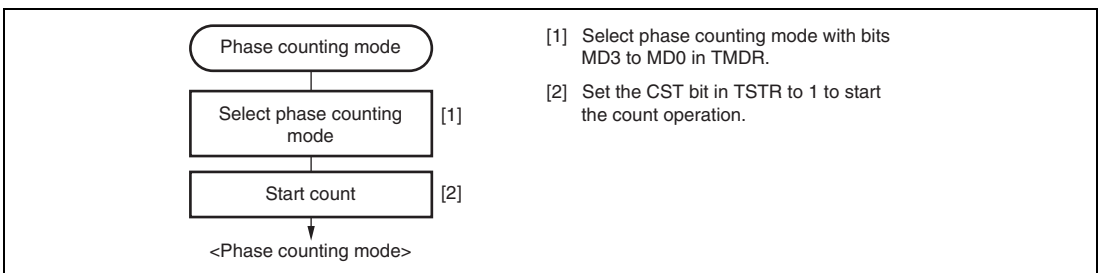 Phase counting mode
Select phase counting
mode
[1]
Start count
[2]
<Phase counting mode>
[1] Select phase counting mode with bits
MD3 to MD0 in TMDR.
[2] Set the CST bit in TSTR to 1 to start
the count operation.